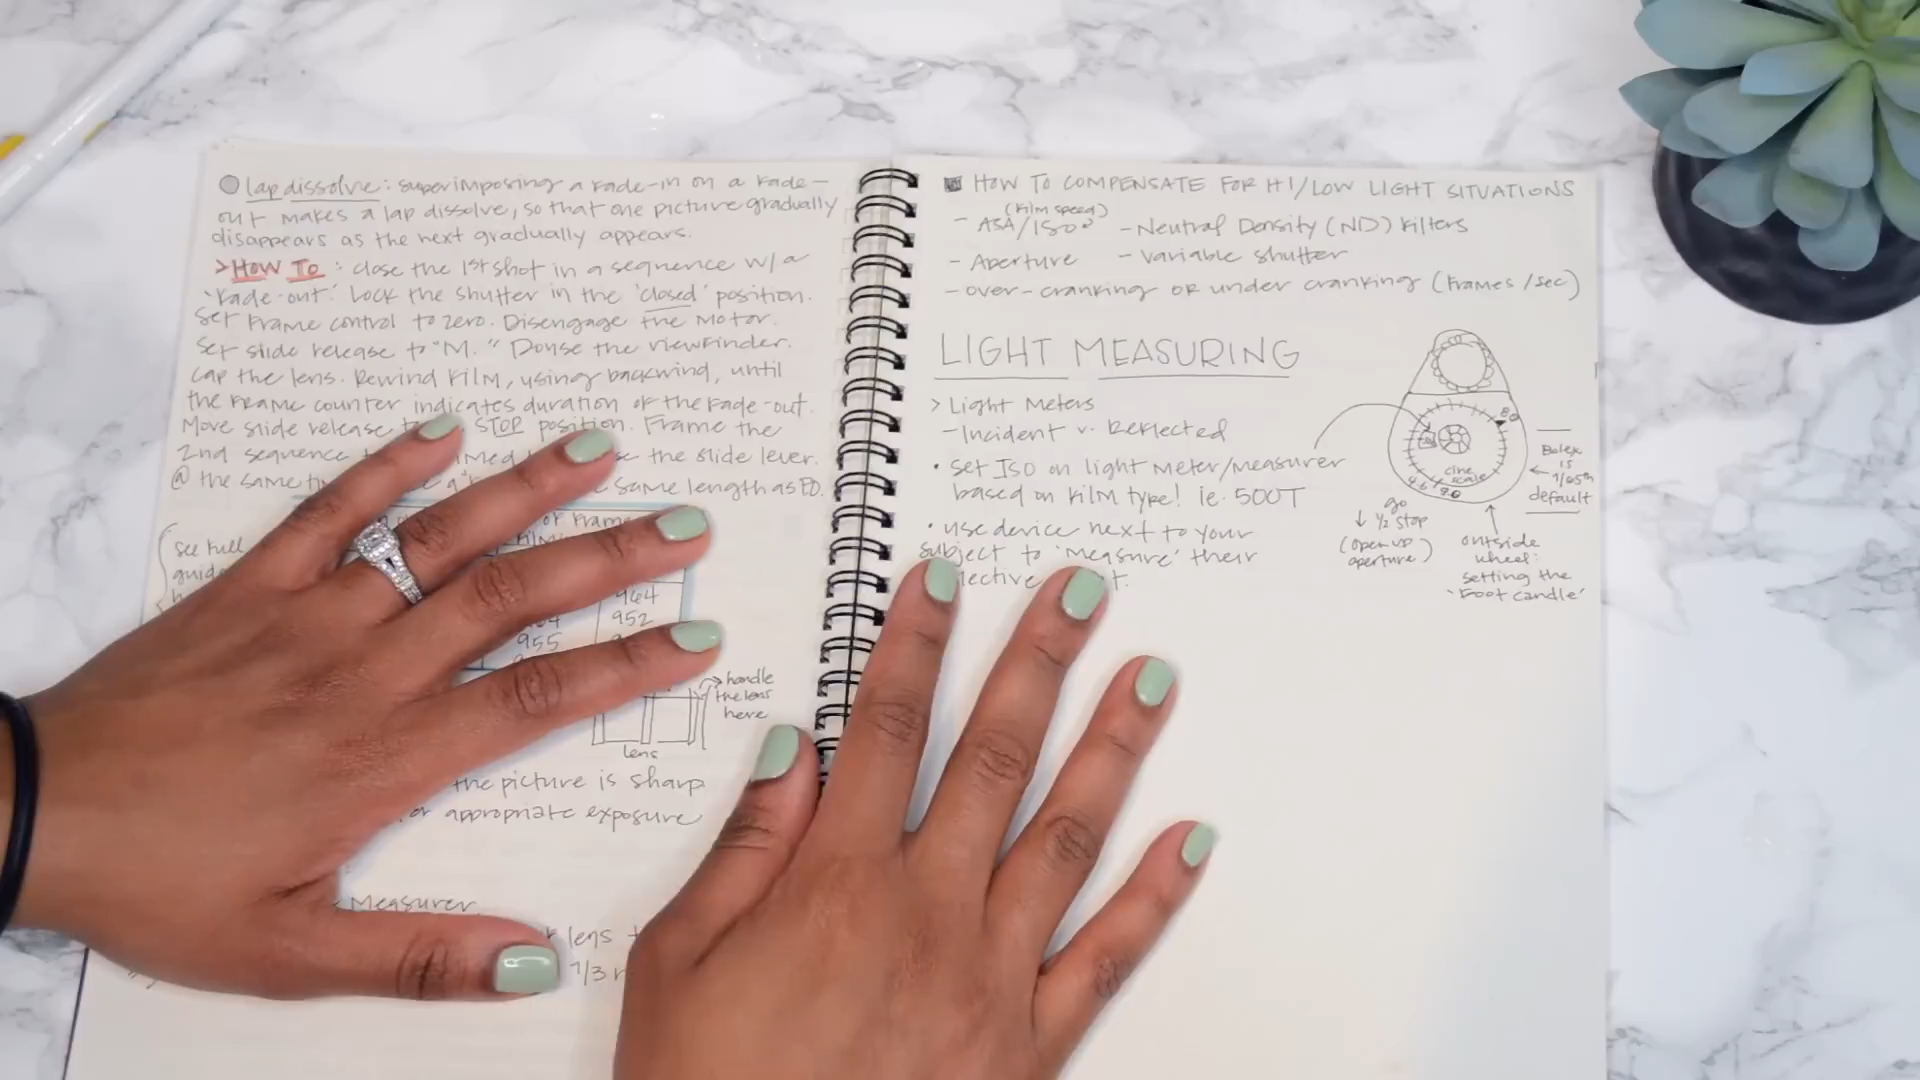 lap dissolve: superimposing a fade-in on a fade-
out makes a lap dissolve, so that one picture gradually
disappears as the next gradually appears.
>HOW TO: close the 1st shot in a sequence w/a
'fade-out.' Lock the shutter in the 'closed' position.
Set frame control to zero. Disengage the motor.
Set slide release to "M." Douse the viewfinder.
Cap the lens. Rewind film, using backwind, until
the frame counter indicates duration of the fade-out.
Move slide release STOP position. Frame the
2nd sequence the slide lever.
@ the same same length as FO.
of Frame
see full
guide
964
952
955
handle
the lens
here
lens
the picture is sharp
or appropriate exposure
Measurer
lens
1/3
HOW TO COMPENSATE FOR HI/LOW LIGHT SITUATIONS
(film speed)
- ASA/ISO - Neutral Density (ND) filters
- Aperture - variable shutter
- over-cranking or under cranking (frames/sec)
LIGHT MEASURING
> Light Meters
- Incident v. Reflected
• Set ISO on light meter/measurer
based on film type! ie. 500T
• use device next to your
subject to 'measure' their
80
cine
scale
Bolex
is
1/65th
default
go
↓ 1/2 stop
(open up
aperture)
outside
wheel:
setting the
'foot candle'